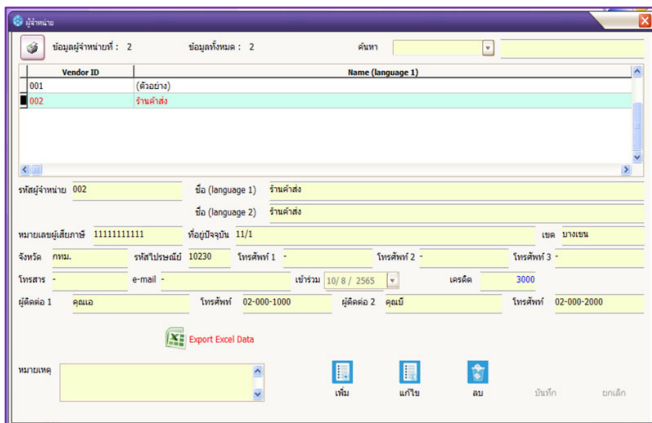 ผู้จำหน่าย
ข้อมูลผู้จำหน่ายที่ : 2 ข้อมูลทั้งหมด : 2 ค้นหา
Vendor ID Name (language 1)
001 (ตัวอย่าง)
002 ร้านค้าส่ง
รหัสผู้จำหน่าย 002 ชื่อ (language 1) ร้านค้าส่ง
ชื่อ (language 2) ร้านค้าส่ง
หมายเลขผู้เสียภาษี 11111111111 ที่อยู่ปัจจุบัน 11/1 เขต บางเขน
จังหวัด กทม. รหัสไปรษณีย์ 10230 โทรศัพท์ 1 - โทรศัพท์ 2 - โทรศัพท์ 3 -
โทรสาร - e-mail - เข้าร่วม 10/ 8 / 2565 เครดิต 3000
ผู้ติดต่อ 1 คุณเอ โทรศัพท์ 02-000-1000 ผู้ติดต่อ 2 คุณบี โทรศัพท์ 02-000-2000
Export Excel Data
หมายเหตุ
เพิ่ม แก้ไข ลบ บันทึก ยกเลิก